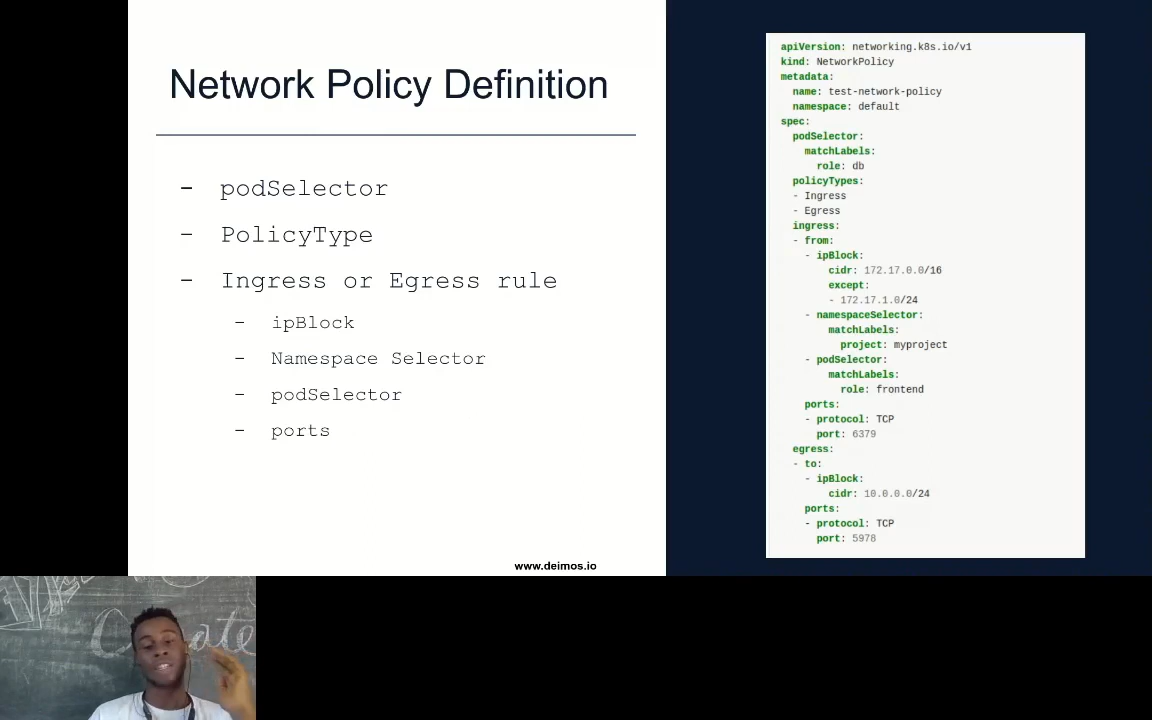 Network Policy Definition
- podSelector
- PolicyType
- Ingress or Egress rule
- ipBlock
- Namespace Selector
- podSelector
- ports
www.deimos.io
apiVersion: networking.k8s.io/v1
kind: NetworkPolicy
metadata:
  name: test-network-policy
  namespace: default
spec:
  podSelector:
    matchLabels:
      role: db
  policyTypes:
  - Ingress
  - Egress
  ingress:
  - from:
    - ipBlock:
        cidr: 172.17.0.0/16
        except:
        - 172.17.1.0/24
    - namespaceSelector:
        matchLabels:
          project: myproject
    - podSelector:
        matchLabels:
          role: frontend
    ports:
    - protocol: TCP
      port: 6379
  egress:
  - to:
    - ipBlock:
        cidr: 10.0.0.0/24
    ports:
    - protocol: TCP
      port: 5978